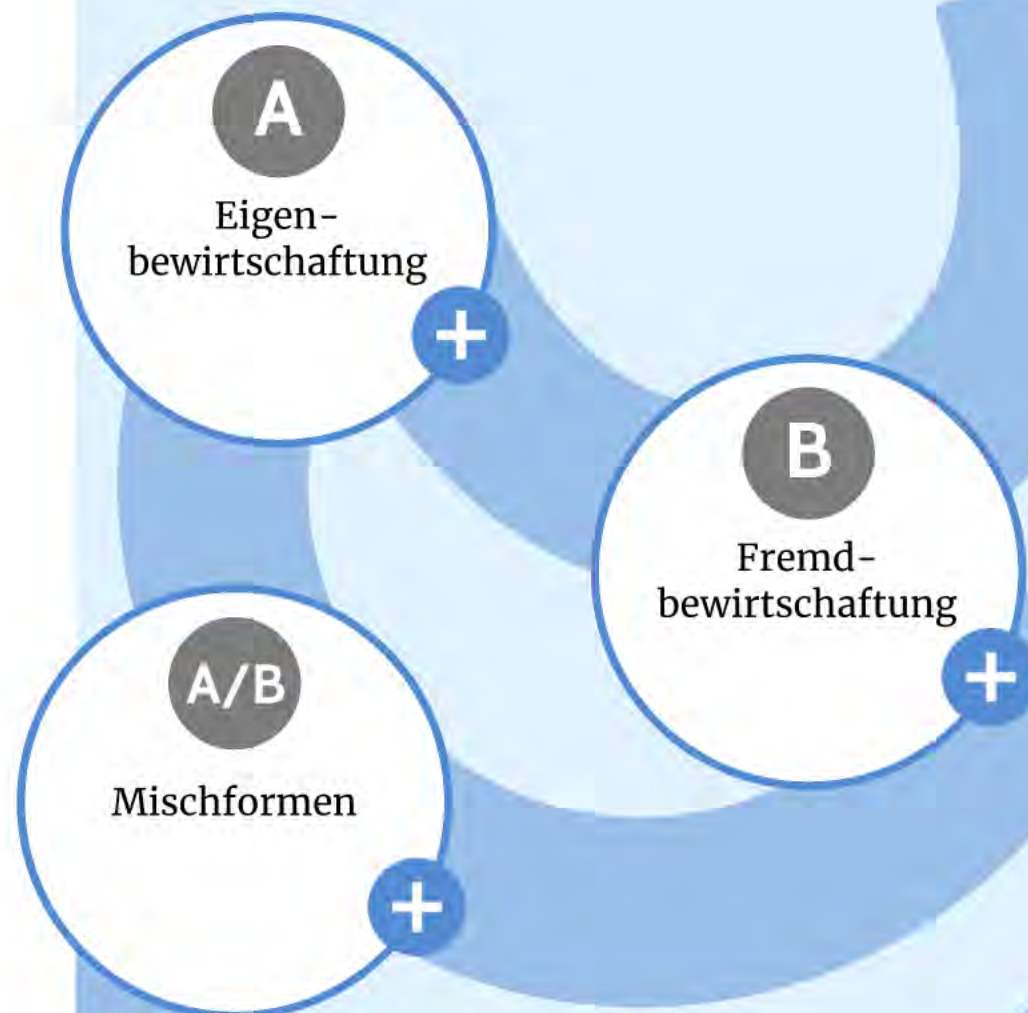 A
Eigen-
bewirtschaftung
+
B
Fremd-
bewirtschaftung
+
A/B
Mischformen
+